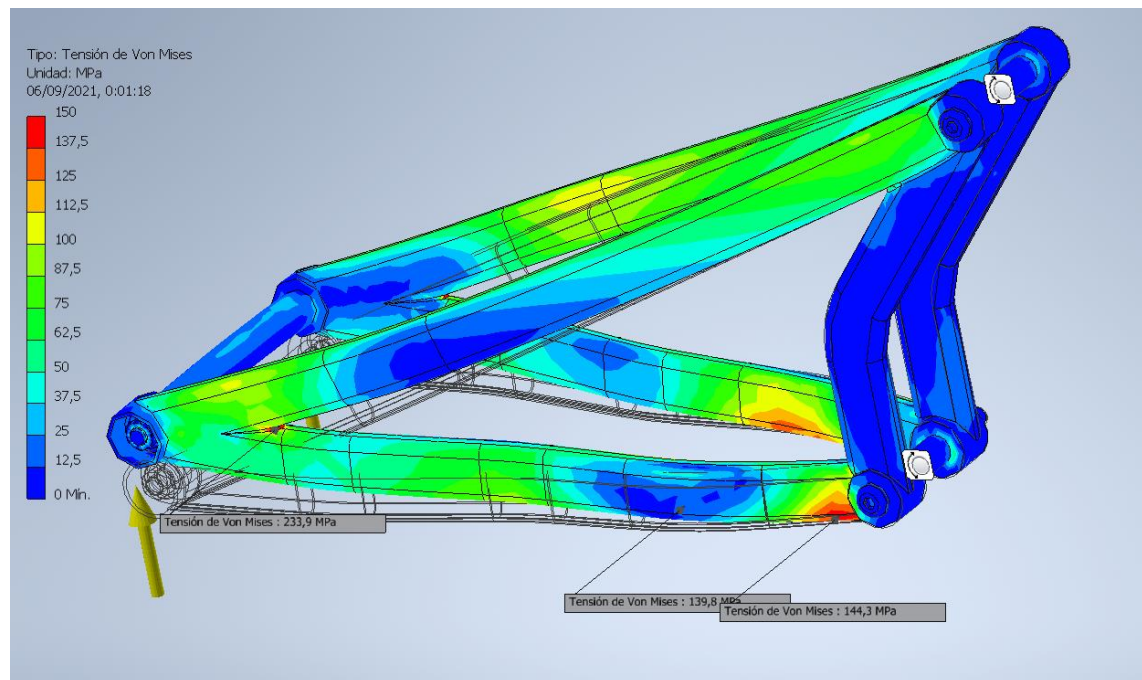 Tipo: Tensión de Von Mises
Unidad: MPa
06/09/2021, 0:01:18
150
137,5
125
112,5
100
87,5
75
62,5
50
37,5
25
12,5
0 Mín.
Tensión de Von Mises : 233,9 MPa
Tensión de Von Mises : 139,8 MPa
Tensión de Von Mises : 144,3 MPa